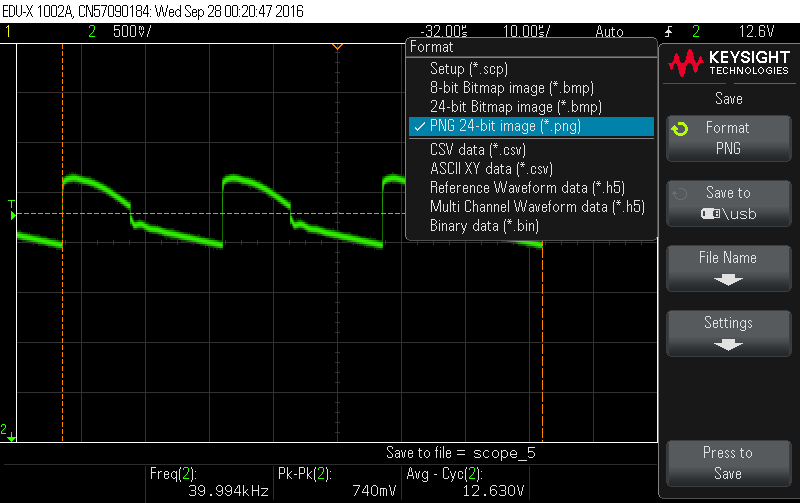 EDU-X 1002A, CN57090184: Wed Sep 28 00:20:47 2016
1 2 500%/ -32.00% 10.00%/ Auto 2 12.6V
Format
Setup (*.scp)
8-bit Bitmap image (*.bmp)
24-bit Bitmap image (*.bmp)
PNG 24-bit image (*.png)
CSV data (*.csv)
ASCII XY data (*.csv)
Reference Waveform data (*.h5)
Multi Channel Waveform data (*.h5)
Binary data (*.bin)
KEYSIGHT
TECHNOLOGIES
Save
Format
PNG
Save to
\usb
File Name
Settings
Press to
Save
T
2
Save to file = scope_5
Freq(2): Pk-Pk(2): Avg - Cyc(2):
39.994kHz 740mV 12.630V